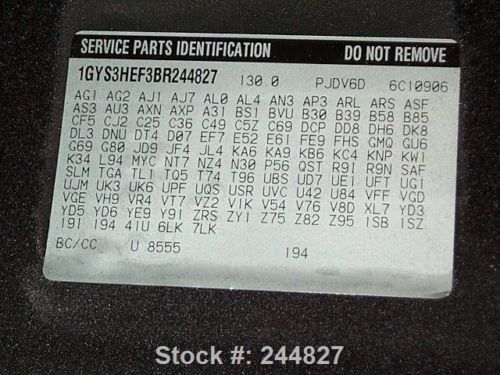 SERVICE PARTS IDENTIFICATION DO NOT REMOVE
1GYS3HEF3BR244827 130.0 PJDV6D 6C10906
AG1 AG2 AJ1 AJ7 AL0 AL4 AN3 AP3 ARL ARS ASF
AS3 AU3 AXN AXP A31 BS1 BVU B30 B39 B58 B85
CF5 CJ2 C25 C36 C49 C5Z C69 DCP DD8 DH6 DK8
DL3 DNU DT4 D07 EF7 E52 E61 FE9 FHS GMQ GU6
G69 G80 JD9 JF4 JL4 KA6 KA9 KB6 KC4 KNP KW1
K34 L94 MYC NT7 NZ4 N30 P56 QST R9I R9N SAF
SLM TGA TL1 TQ5 T74 T96 UBS UD7 UE1 UFT UG1
UJM UK3 UK6 UPF UQS USR UVC U42 U84 VFF VGD
VGE VH9 VR4 VT7 VZ2 V1K V54 V76 V8D XL7 YD3
YD5 YD6 YE9 Y91 ZRS ZY1 Z75 Z82 Z95 1SB 1SZ
19I 194 4IU 6LK 7LK
BC/CC U 8555 194
Stock #: 244827